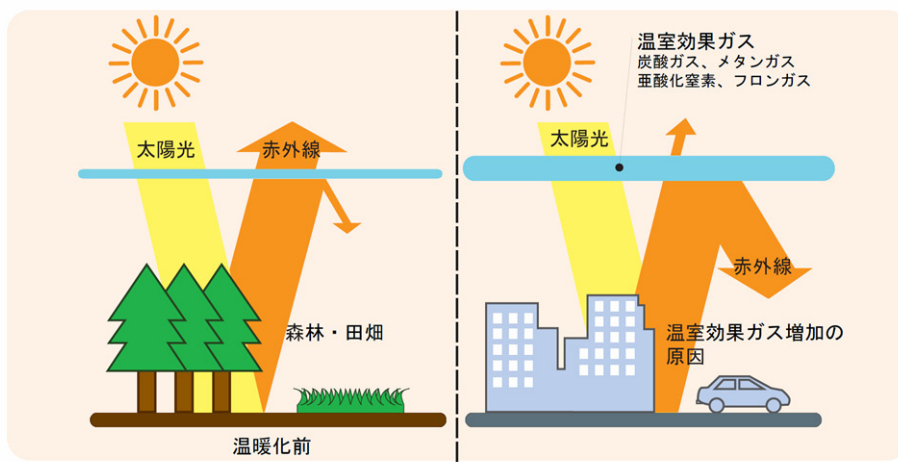 太陽光
赤外線
森林・田畑
温暖化前
温室効果ガス
炭酸ガス、メタンガス
亜酸化窒素、フロンガス
太陽光
赤外線
温室効果ガス増加の
原因